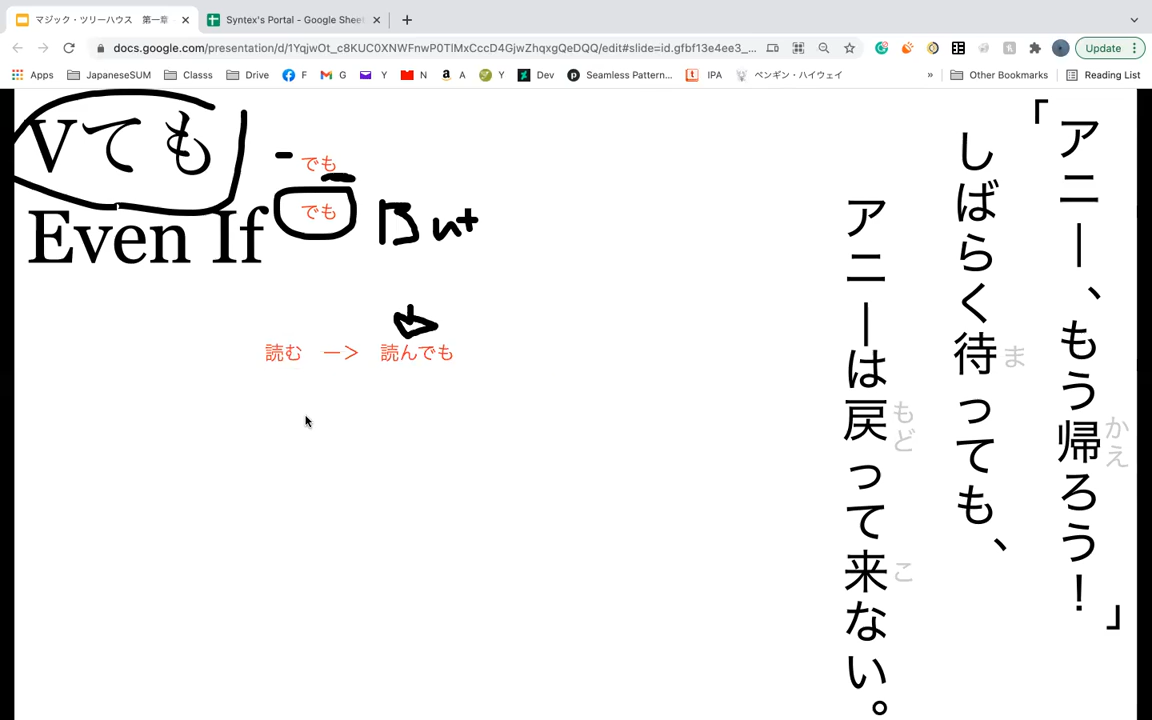 マジック・ツリーハウス　第一章
Syntex's Portal - Google Shee
docs.google.com/presentation/d/1YqjwOt_c8KUC0XNWFnwP0TIMxCccD4GjwZhqxgQeDQQ/edit#slide=id.gfbf13e4ee3_...
Update
Apps
JapaneseSUM
Classs
Drive
F
G
Y
N
A
Y
Dev
Seamless Pattern...
IPA
ペンギン・ハイウェイ
»
Other Bookmarks
Reading List
Vても
Even If
でも
でも
But
読む　ー＞　読んでも
「アニー、もう帰ろう！」
かえ
しばらく待っても、
ま
アニーは戻って来ない。
もど
こ